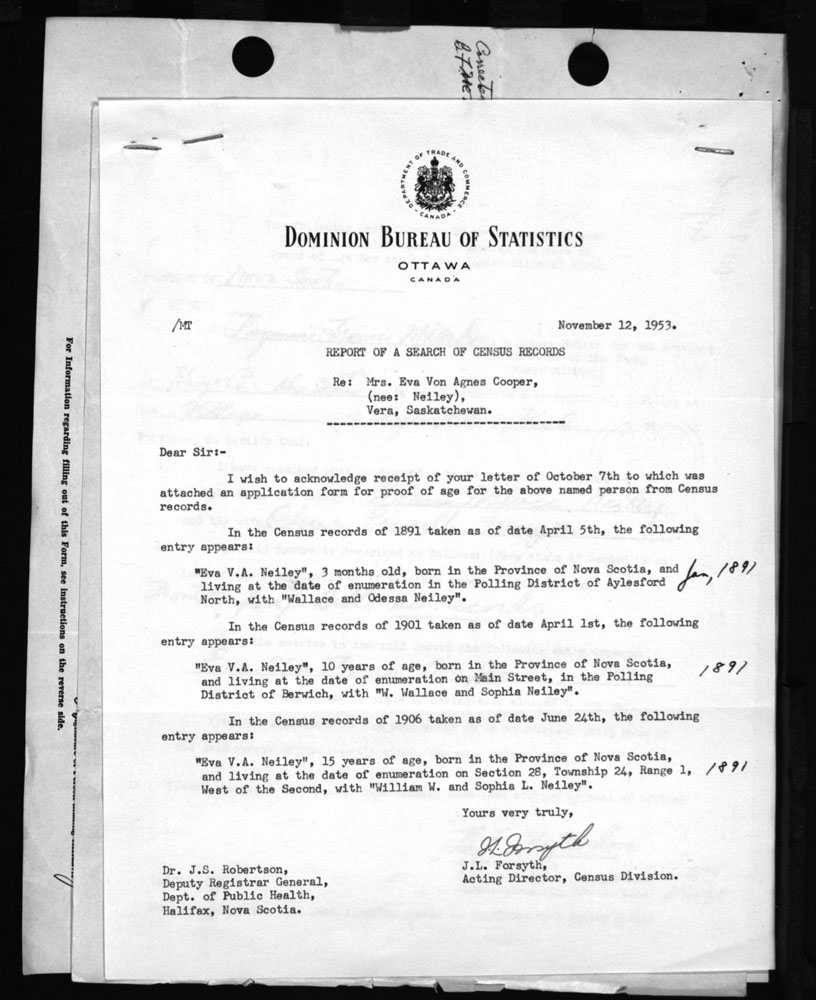 DEPARTMENT OF TRADE AND COMMERCE
- CANADA -
DOMINION BUREAU OF STATISTICS
OTTAWA
CANADA
/MT
November 12, 1953.
REPORT OF A SEARCH OF CENSUS RECORDS
Re: Mrs. Eva Von Agnes Cooper,
(nee: Neiley),
Vera, Saskatchewan.
Dear Sir:-
I wish to acknowledge receipt of your letter of October 7th to which was
attached an application form for proof of age for the above named person from Census
records.
In the Census records of 1891 taken as of date April 5th, the following
entry appears:
"Eva V.A. Neiley", 3 months old, born in the Province of Nova Scotia, and
living at the date of enumeration in the Polling District of Aylesford
North, with "Wallace and Odessa Neiley".
Jan, 1891
In the Census records of 1901 taken as of date April 1st, the following
entry appears:
"Eva V.A. Neiley", 10 years of age, born in the Province of Nova Scotia,
and living at the date of enumeration on Main Street, in the Polling
District of Berwich, with "W. Wallace and Sophia Neiley".
1891
In the Census records of 1906 taken as of date June 24th, the following
entry appears:
"Eva V.A. Neiley", 15 years of age, born in the Province of Nova Scotia,
and living at the date of enumeration on Section 28, Township 24, Range 1,
West of the Second, with "William W. and Sophia L. Neiley".
1891
Yours very truly,
J.L. Forsyth
J.L. Forsyth,
Acting Director, Census Division.
Dr. J.S. Robertson,
Deputy Registrar General,
Dept. of Public Health,
Halifax, Nova Scotia.
For Information regarding filling out of this Form, see instructions on the reverse side.